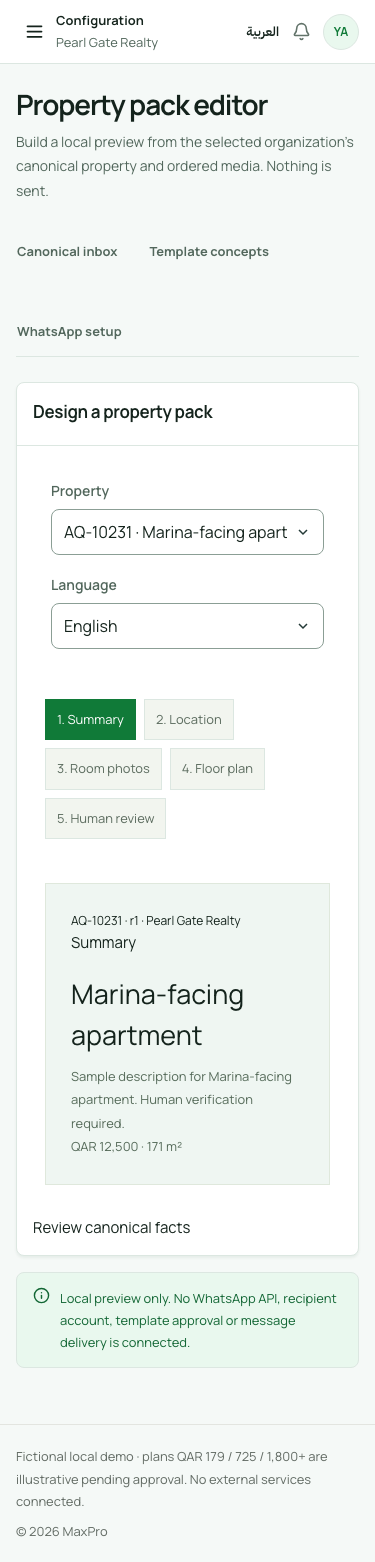 Configuration
Pearl Gate Realty
العربية
YA
Property pack editor
Build a local preview from the selected organization's
canonical property and ordered media. Nothing is
sent.
Canonical inbox
Template concepts
WhatsApp setup
Design a property pack
Property
AQ-10231 · Marina-facing apart
Language
English
1. Summary
2. Location
3. Room photos
4. Floor plan
5. Human review
AQ-10231 · r1 · Pearl Gate Realty
Summary
Marina-facing
apartment
Sample description for Marina-facing
apartment. Human verification
required.
QAR 12,500 · 171 m²
Review canonical facts
Local preview only. No WhatsApp API, recipient
account, template approval or message
delivery is connected.
Fictional local demo · plans QAR 179 / 725 / 1,800+ are
illustrative pending approval. No external services
connected.
© 2026 MaxPro